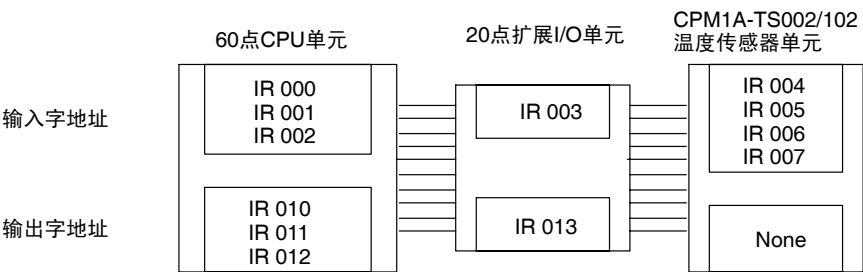 60点CPU单元
20点扩展I/O单元
CPM1A-TS002/102
温度传感器单元
输入字地址
IR 000
IR 001
IR 002
IR 003
IR 004
IR 005
IR 006
IR 007
输出字地址
IR 010
IR 011
IR 012
IR 013
None